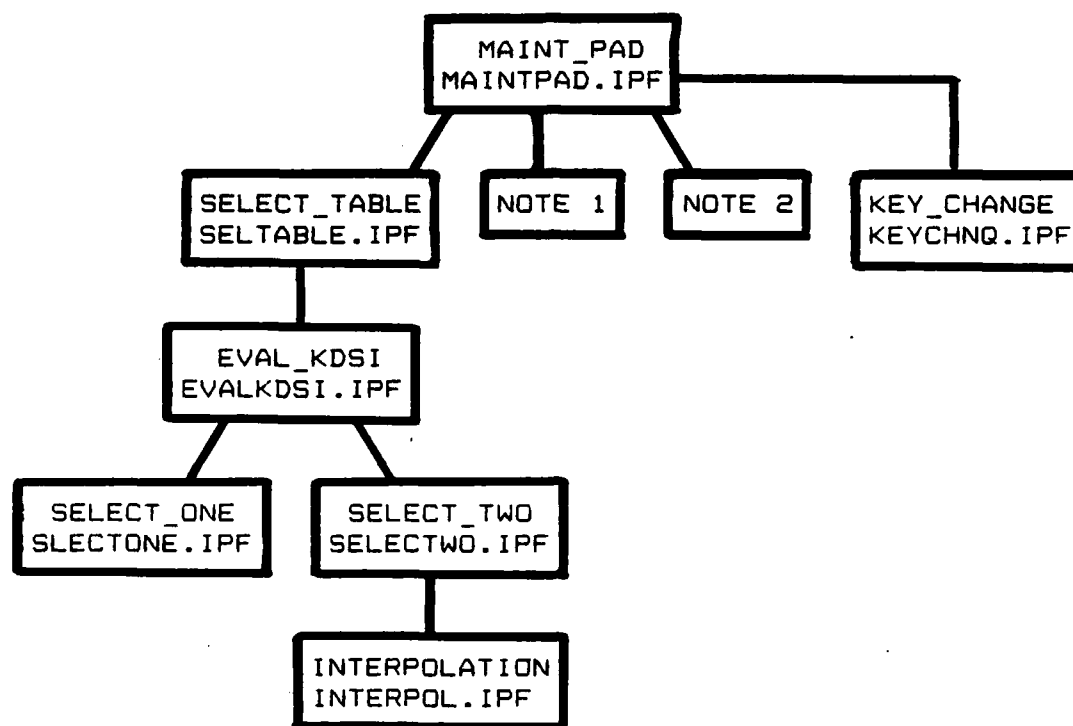 MAINT_PAD
MAINTPAD.IPF
SELECT_TABLE
SELTABLE.IPF
NOTE 1
NOTE 2
KEY_CHANGE
KEYCHNQ.IPF
EVAL_KDSI
EVALKDSI.IPF
SELECT_ONE
SLECTONE.IPF
SELECT_TWO
SELECTWO.IPF
INTERPOLATION
INTERPOL.IPF